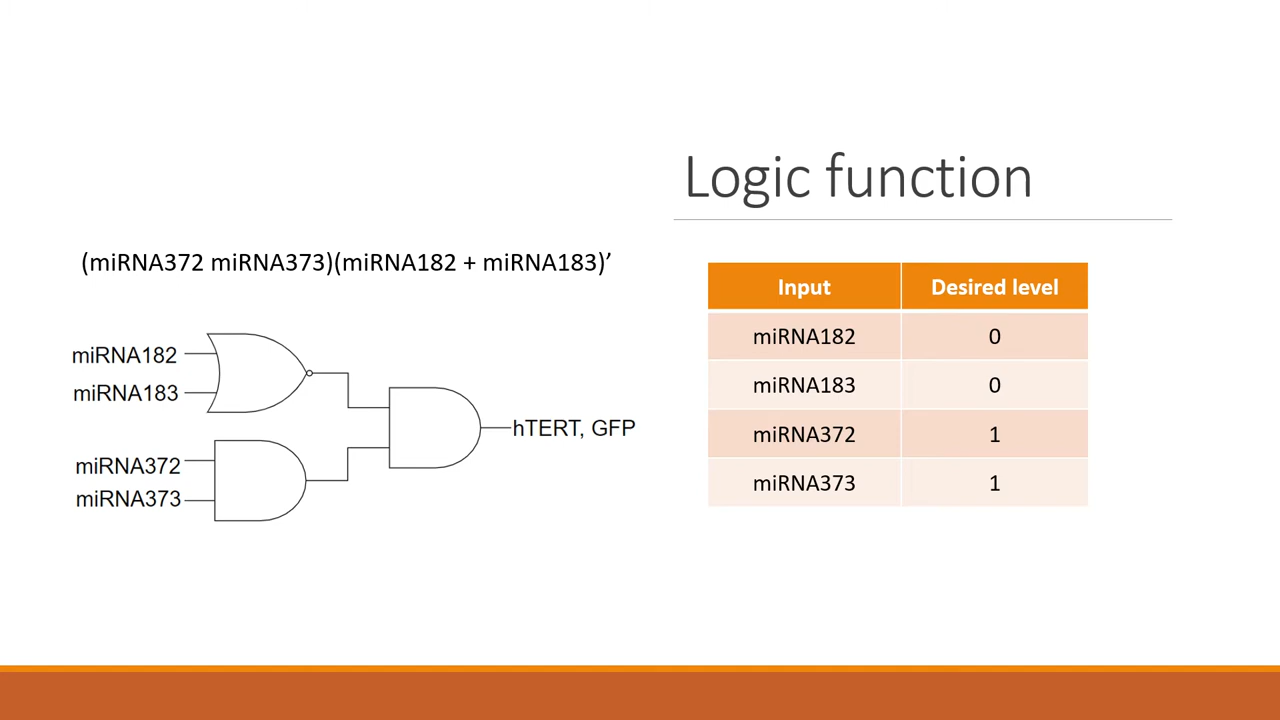 Logic function
(miRNA372 miRNA373)(miRNA182 + miRNA183)’
miRNA182
miRNA183
miRNA372
miRNA373
hTERT, GFP
Input Desired level
miRNA182 0
miRNA183 0
miRNA372 1
miRNA373 1